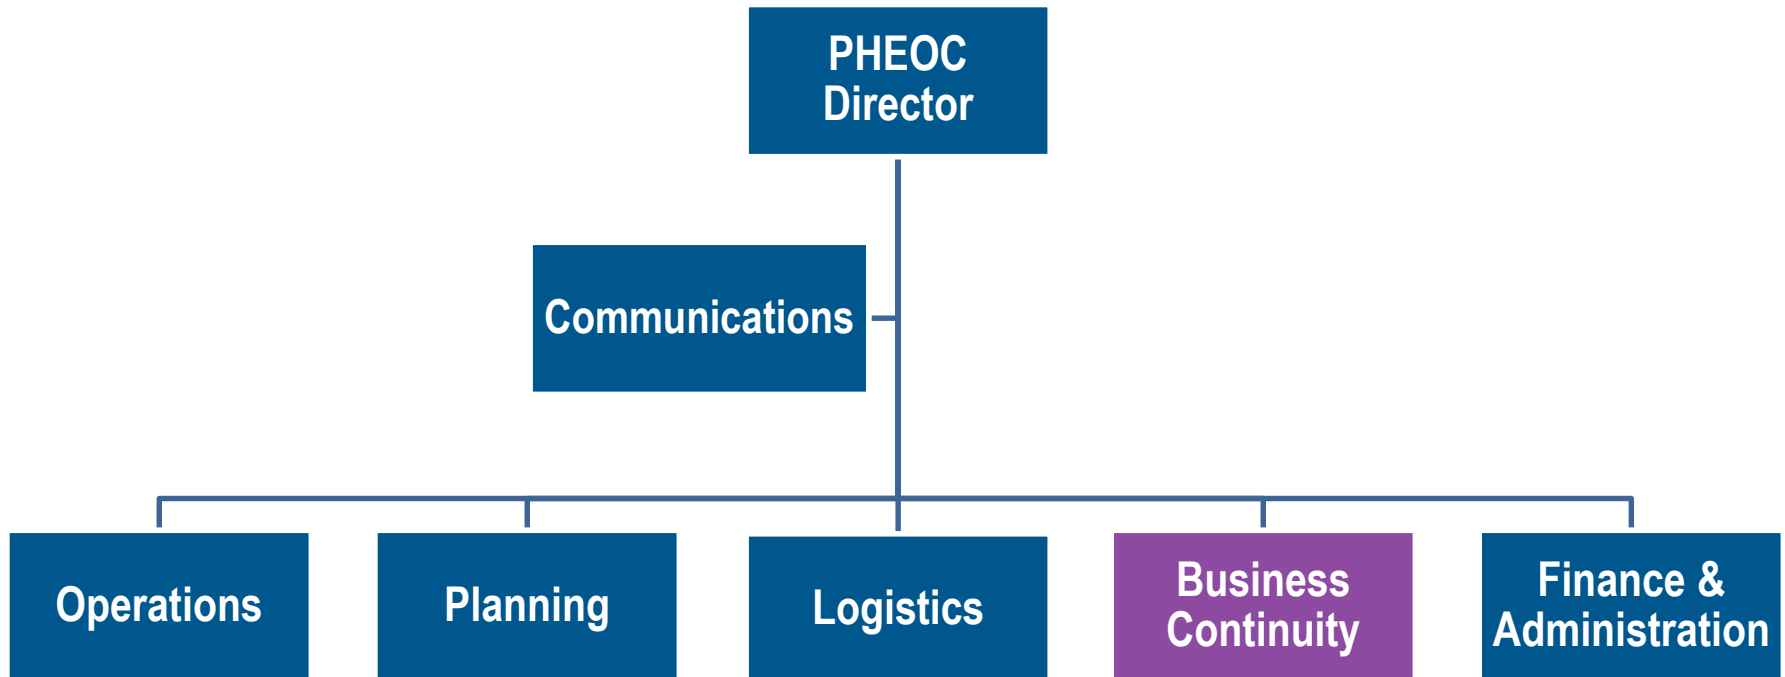 PHEOC
Director
Communications
Operations
Planning
Logistics
Business
Continuity
Finance &
Administration